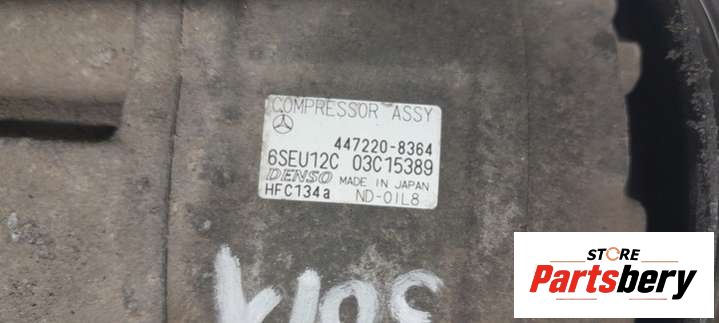 COMPRESSOR ASSY
447220-8364
6SEU12C 03C15389
DENSO MADE IN JAPAN
HFC134a ND-OIL8
STORE
Partsbery